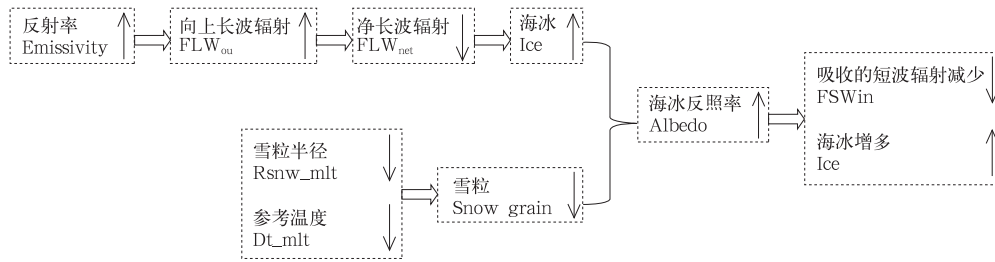 反射率
Emissivity
向上长波辐射
FLWou
净长波辐射
FLWnet
海冰
Ice
雪粒半径
Rsnw_mlt
参考温度
Dt_mlt
雪粒
Snow grain
海冰反照率
Albedo
吸收的短波辐射减少
FSWin
海冰增多
Ice